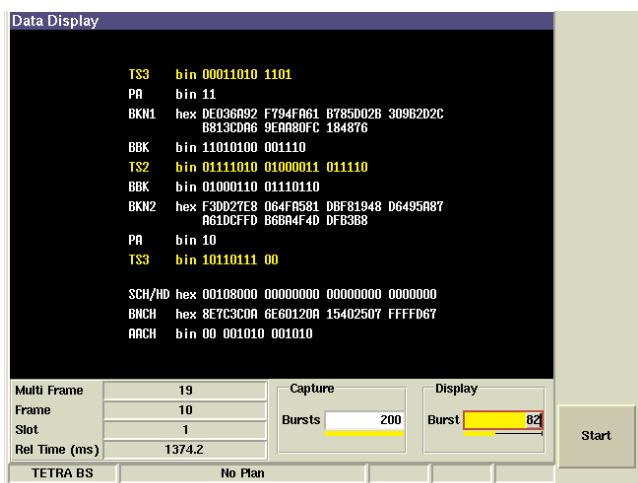 Data Display
TS3 bin 00011010 1101
PA bin 11
BKN1 hex DE036A92 F794FA61 B785D02B 309B2D2C
B813CDA6 9EAA80FC 184876
BBK bin 11010100 001110
TS2 bin 01111010 01000011 011110
BBK bin 01000110 01110110
BKN2 hex F3DD27E8 064FA581 DBF81948 D6495A87
A61DCFFD B6BA4F4D DFB3B8
PA bin 10
TS3 bin 10110111 00
SCH/HD hex 00108000 00000000 00000000 0000000
BNCH hex 8E7C3C0A 6E60120A 15402507 FFFFD67
AACH bin 00 001010 001010
Multi Frame 19
Frame 10
Slot 1
Rel Time (ms) 1374.2
Capture
Bursts 200
Display
Burst 82
Start
TETRA BS No Plan